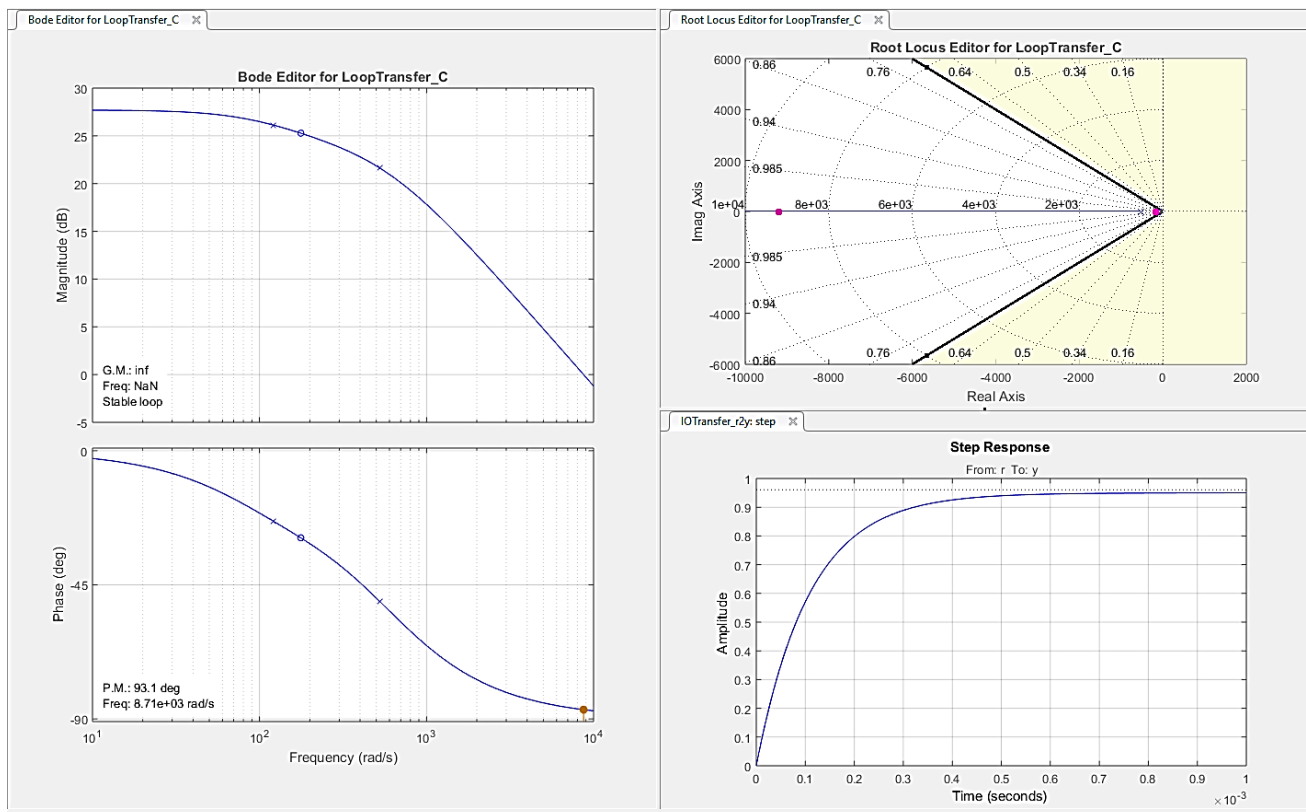 Bode Editor for LoopTransfer_C
Bode Editor for LoopTransfer_C
30
25
20
15
10
5
0
-5
Magnitude (dB)
G.M.: inf
Freq: NaN
Stable loop
0
-45
-90
Phase (deg)
P.M.: 93.1 deg
Freq: 8.71e+03 rad/s
10^1
10^2
10^3
10^4
Frequency (rad/s)
Root Locus Editor for LoopTransfer_C
Root Locus Editor for LoopTransfer_C
6000
4000
2000
0
-2000
-4000
-6000
Imag Axis
0.86 0.76 0.64 0.5 0.34 0.16
0.94
0.985
1e+04 8e+03 6e+03 4e+03 2e+03
0.985
0.94
0.86 0.76 0.64 0.5 0.34 0.16
-10000 -8000 -6000 -4000 -2000 0 2000
Real Axis
IOTransfer_r2y: step
Step Response
From: r To: y
1
0.9
0.8
0.7
0.6
0.5
0.4
0.3
0.2
0.1
0
Amplitude
0 0.1 0.2 0.3 0.4 0.5 0.6 0.7 0.8 0.9 1
Time (seconds)
×10^-3